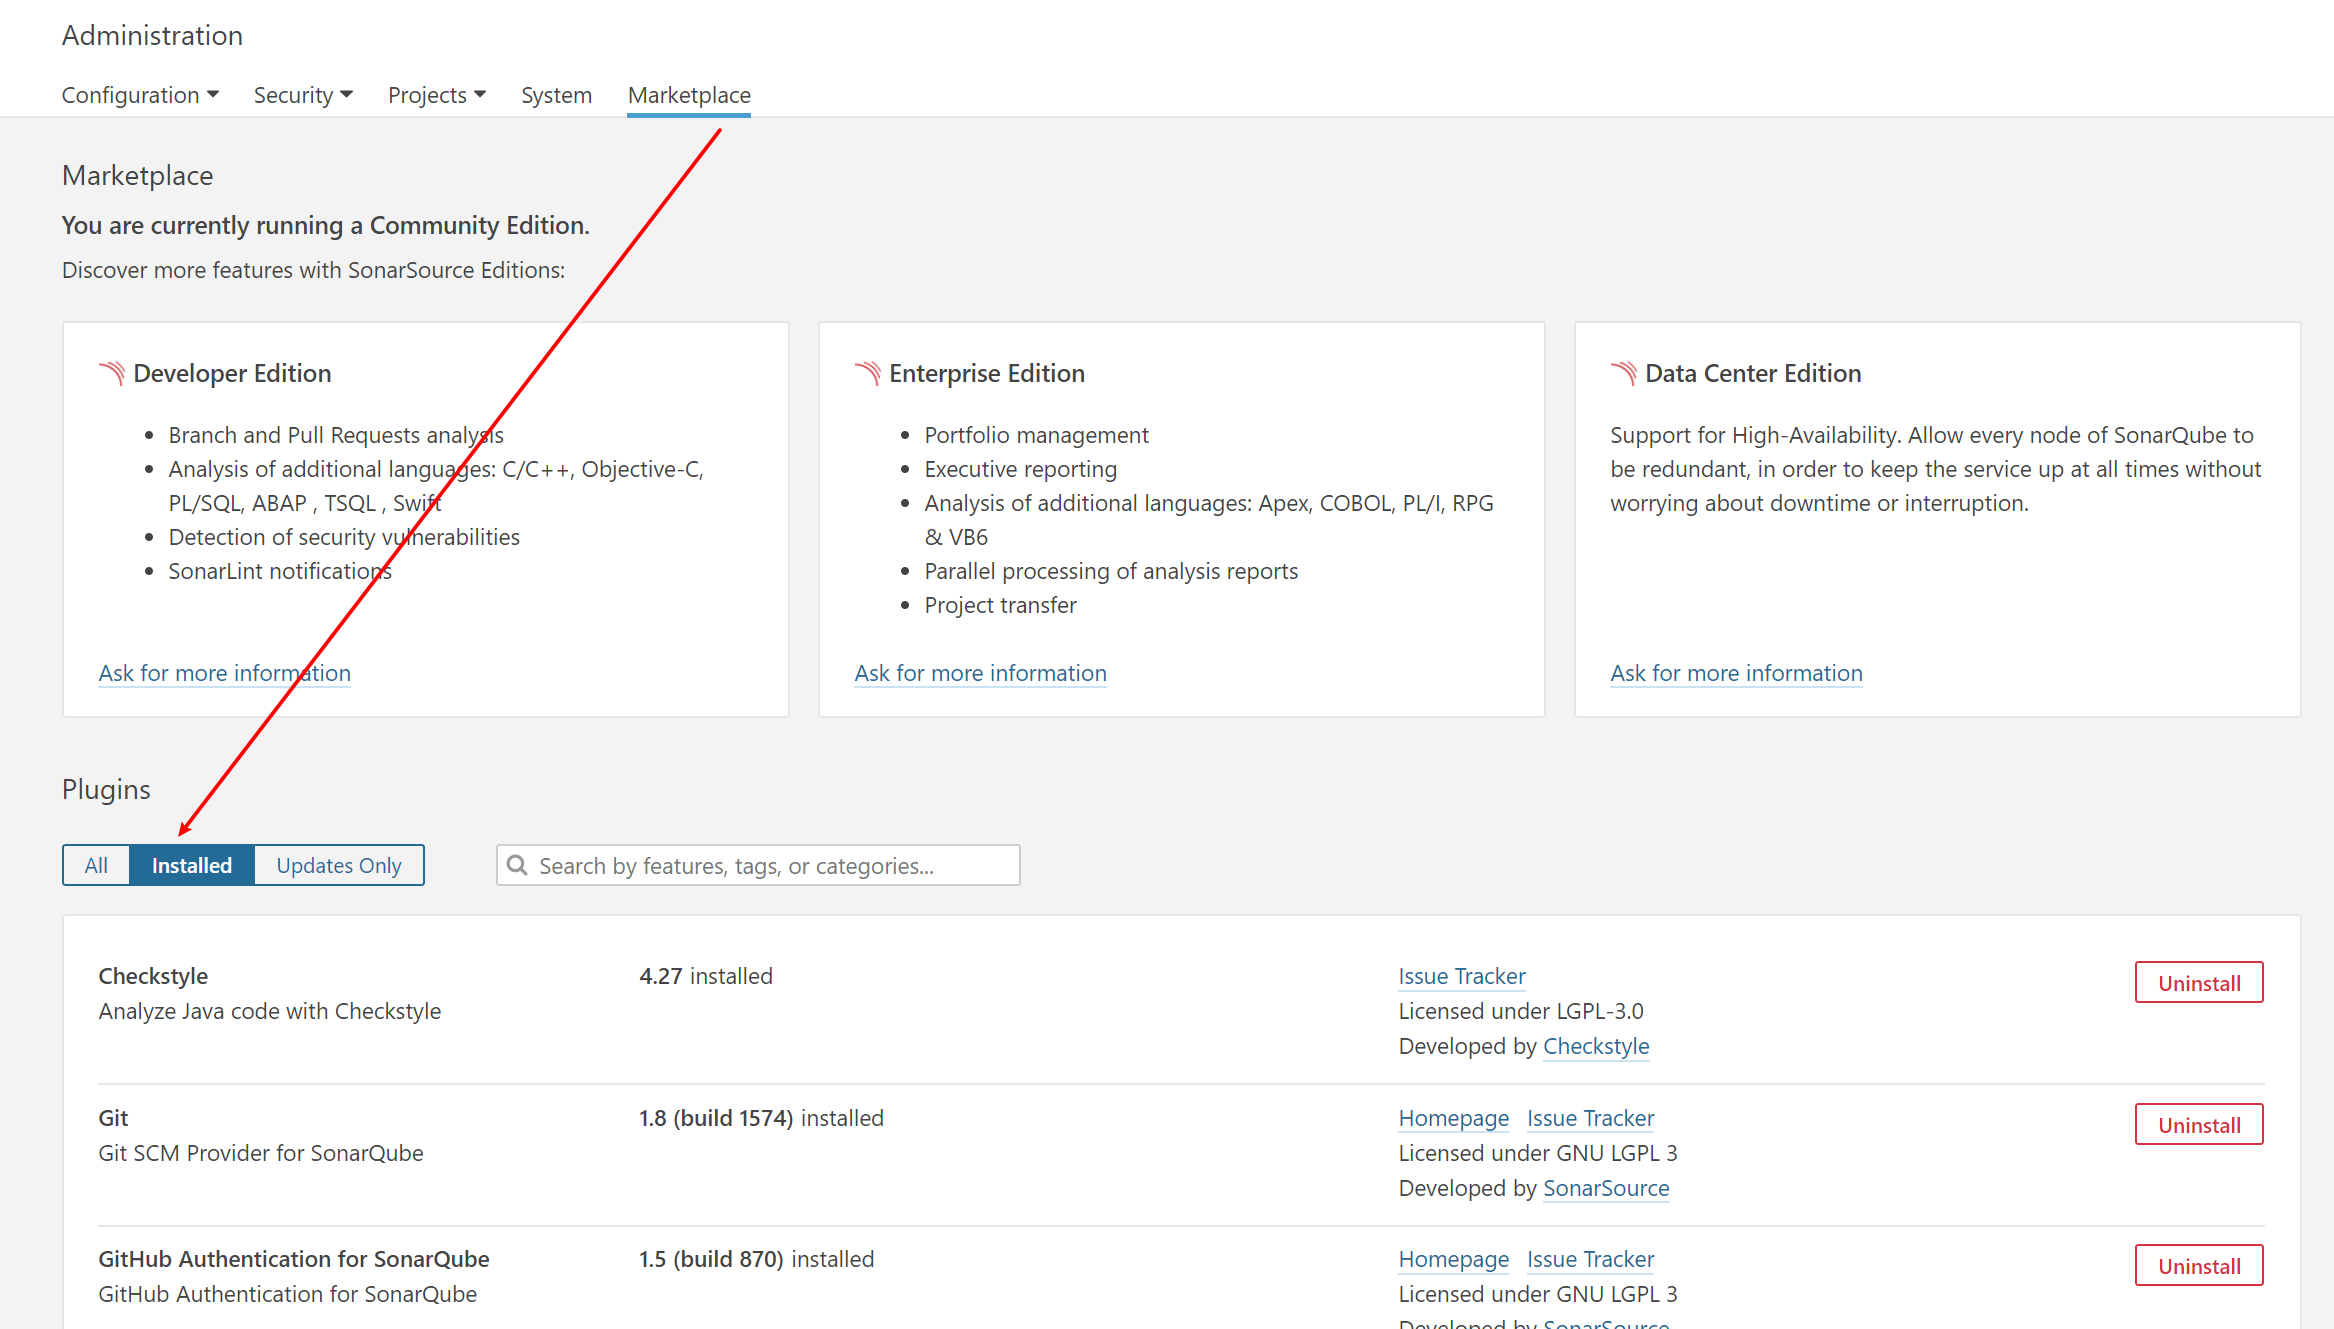 Administration
Configuration Security Projects System Marketplace
Marketplace
You are currently running a Community Edition.
Discover more features with SonarSource Editions:
Developer Edition
Branch and Pull Requests analysis
Analysis of additional languages: C/C++, Objective-C,
PL/SQL, ABAP , TSQL , Swift
Detection of security vulnerabilities
SonarLint notifications
Ask for more information
Enterprise Edition
Portfolio management
Executive reporting
Analysis of additional languages: Apex, COBOL, PL/I, RPG
& VB6
Parallel processing of analysis reports
Project transfer
Ask for more information
Data Center Edition
Support for High-Availability. Allow every node of SonarQube to
be redundant, in order to keep the service up at all times without
worrying about downtime or interruption.
Ask for more information
Plugins
All Installed Updates Only Search by features, tags, or categories...
Checkstyle 4.27 installed Issue Tracker Uninstall
Analyze Java code with Checkstyle Licensed under LGPL-3.0
Developed by Checkstyle
Git 1.8 (build 1574) installed Homepage Issue Tracker Uninstall
Git SCM Provider for SonarQube Licensed under GNU LGPL 3
Developed by SonarSource
GitHub Authentication for SonarQube 1.5 (build 870) installed Homepage Issue Tracker Uninstall
GitHub Authentication for SonarQube Licensed under GNU LGPL 3
Developed by SonarSource